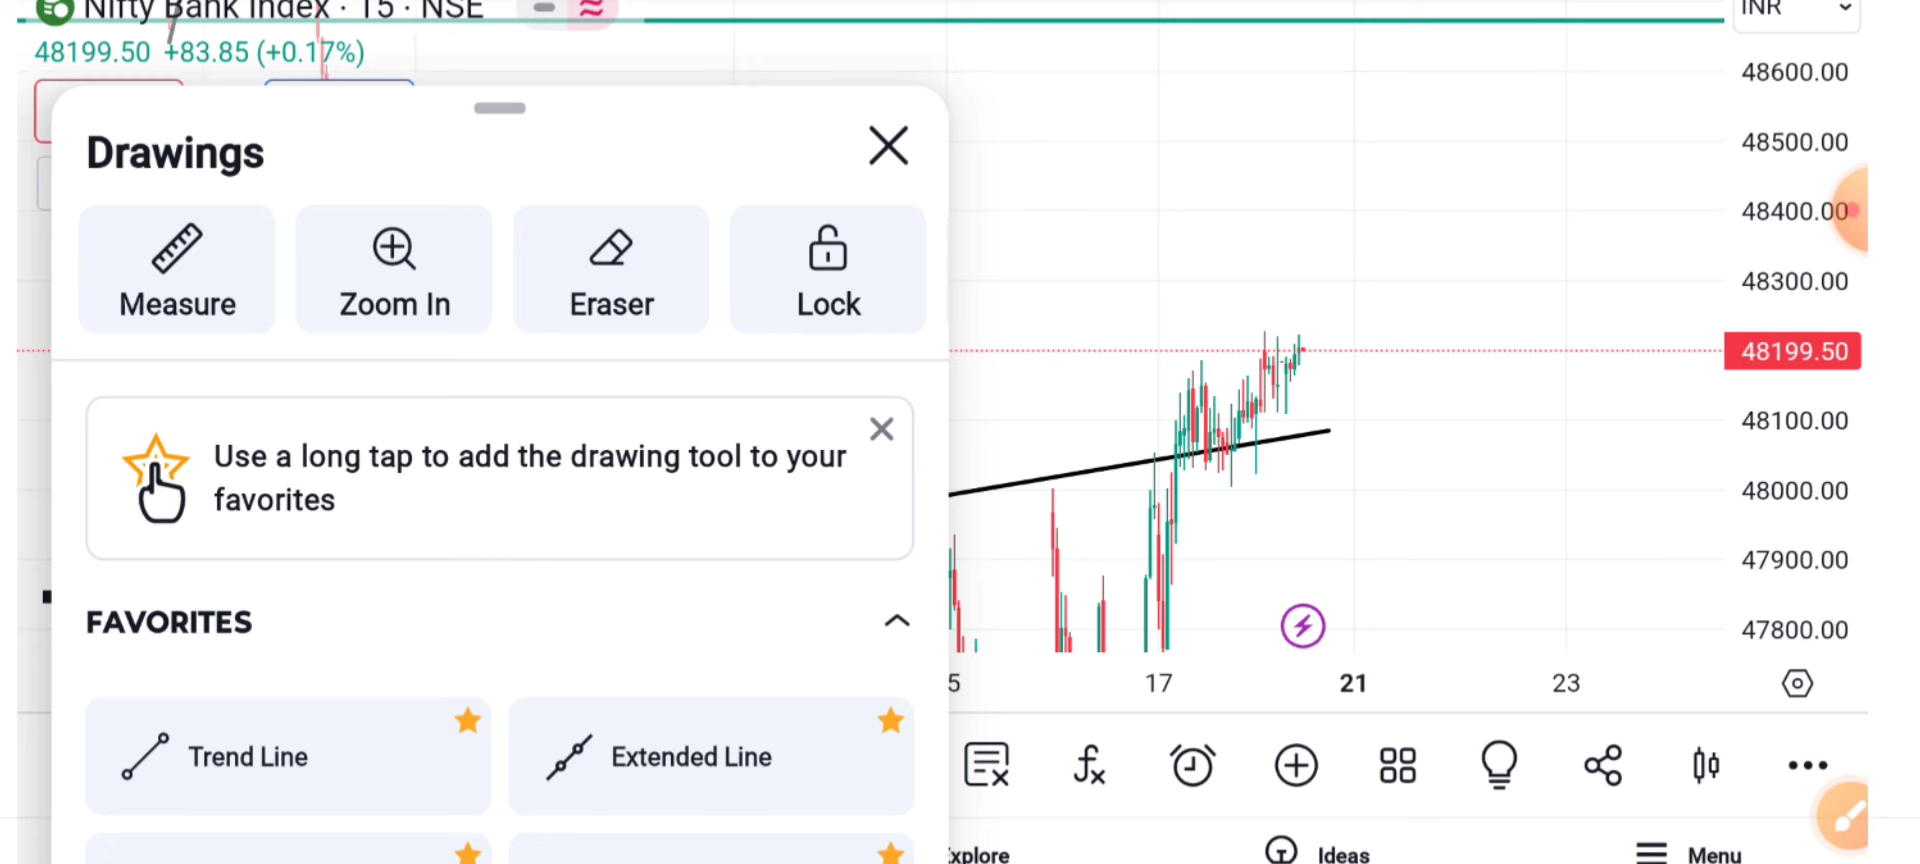 Nifty Bank Index · 15 · NSE
INR
48199.50 +83.85 (+0.17%)
48600.00
Drawings
48500.00
48400.00
Measure
Zoom In
Eraser
Lock
48300.00
48199.50
Use a long tap to add the drawing tool to your
favorites
48100.00
48000.00
47900.00
FAVORITES
47800.00
5
17
21
23
Trend Line
Extended Line
xplore
Ideas
Menu